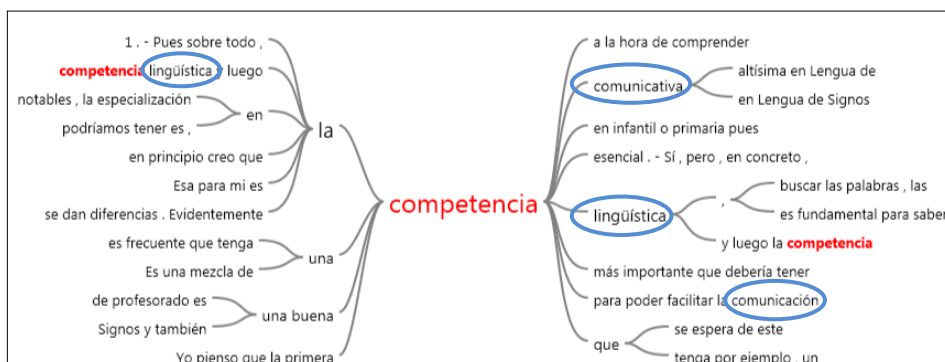 1 . - Pues sobre todo ,
competencia lingüística y luego
notables , la especialización
podríamos tener es ,
en
en principio creo que
Esa para mi es
se dan diferencias . Evidentemente
la
es frecuente que tenga
Es una mezcla de
una
de profesorado es
Signos y también
una buena
Yo pienso que la primera
competencia
a la hora de comprender
comunicativa
altísima en Lengua de
en Lengua de Signos
en infantil o primaria pues
esencial . - Sí , pero , en concreto ,
lingüística
,
buscar las palabras , las
es fundamental para saber
y luego la competencia
más importante que debería tener
para poder facilitar la comunicación
que
se espera de este
tenga por ejemplo , un